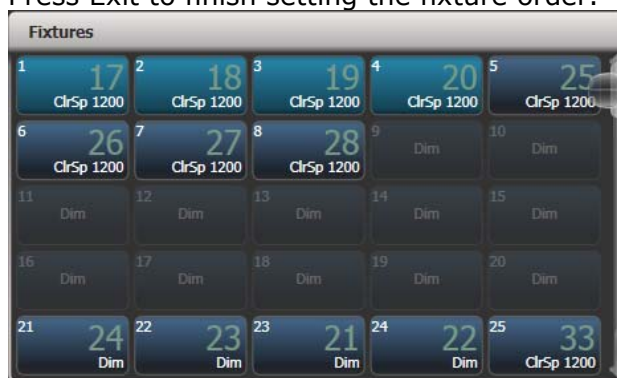 Press Exit to finish setting the fixture order.
Fixtures
1 17 2 18 3 19 4 20 5 25
ClrSp 1200 ClrSp 1200 ClrSp 1200 ClrSp 1200 ClrSp 1200
6 26 7 27 8 28 9 10
ClrSp 1200 ClrSp 1200 ClrSp 1200 Dim Dim
11 12 13 14 15
Dim Dim Dim Dim Dim
16 17 18 19 20
Dim Dim Dim Dim Dim
21 24 22 23 23 21 24 22 25 33
Dim Dim Dim Dim ClrSp 1200